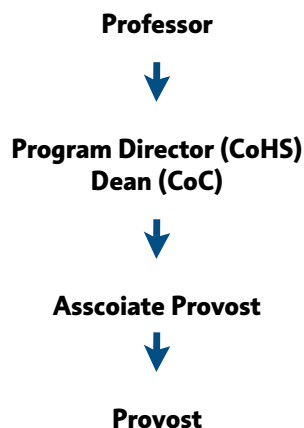 Professor
Program Director (CoHS)
Dean (CoC)
Asscoiate Provost
Provost